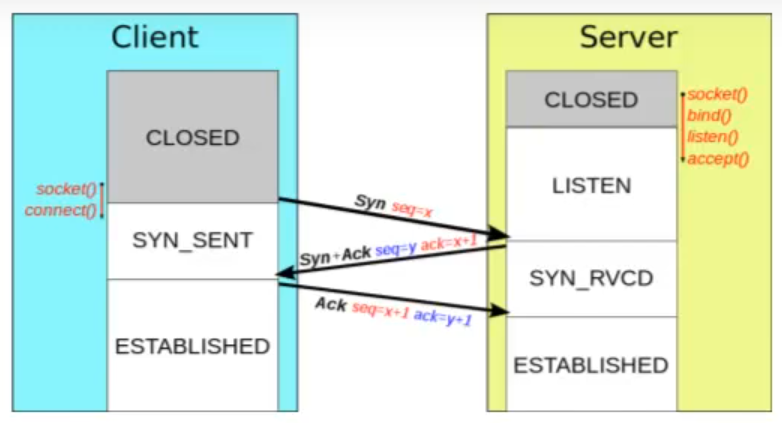 Client
Server
CLOSED
CLOSED
socket()
bind()
listen()
accept()
LISTEN
socket()
connect()
Syn seq=x
SYN_SENT
Syn+Ack seq=y ack=x+1
SYN_RVCD
Ack seq=x+1 ack=y+1
ESTABLISHED
ESTABLISHED